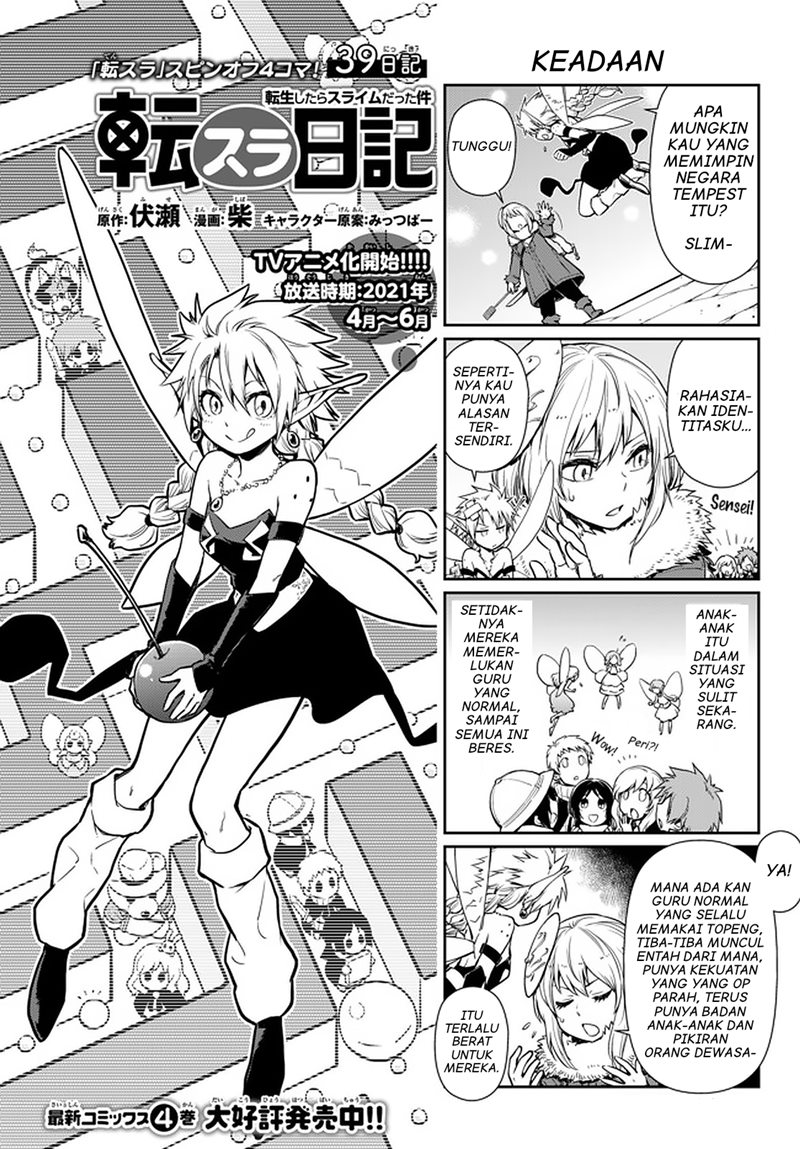 「転スラ」スピンオフ4コマ!
39日記
転生したらスライムだった件
転スラ日記
原作:伏瀬 漫画:柴 キャラクター原案:みっつばー
TVアニメ化開始!!!!
放送時期:2021年
4月~6月
最新コミックス4巻 大好評発売中!!
KEADAAN
APA
MUNGKIN
KAU YANG
MEMIMPIN
NEGARA
TEMPEST
ITU?
SLIM-
TUNGGU!
RAHASIA-
KAN IDEN-
TITASKU...
SEPERTI-
NYA KAU
PUNYA
ALASAN
TER-
SENDIRI.
Sensei!
ANAK-
ANAK
ITU
DALAM
SITUASI
YANG
SULIT
SEKA-
RANG.
SETIDAK-
NYA
MEREKA
MEMER-
LUKAN
GURU
YANG
NORMAL,
SAMPAI
SEMUA INI
BERES.
Wow!
Peri?!
YA!
MANA ADA KAN
GURU NORMAL
YANG SELALU
MEMAKAI TOPENG,
TIBA-TIBA MUNCUL
ENTAH DARI MANA,
PUNYA KEKUATAN
YANG YANG OP
PARAH, TERUS
PUNYA BADAN
ANAK-ANAK DAN
PIKIRAN
ORANG DEWASA-
ITU
TERLALU
BERAT
UNTUK
MEREKA.